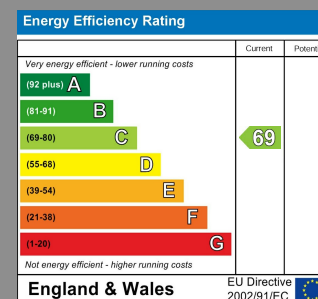 Energy Efficiency Rating
Current Potenti
Very energy efficient - lower running costs
(92 plus) A
(81-91) B
(69-80) C 69
(55-68) D
(39-54) E
(21-38) F
(1-20) G
Not energy efficient - higher running costs
England & Wales
EU Directive
2002/91/EC